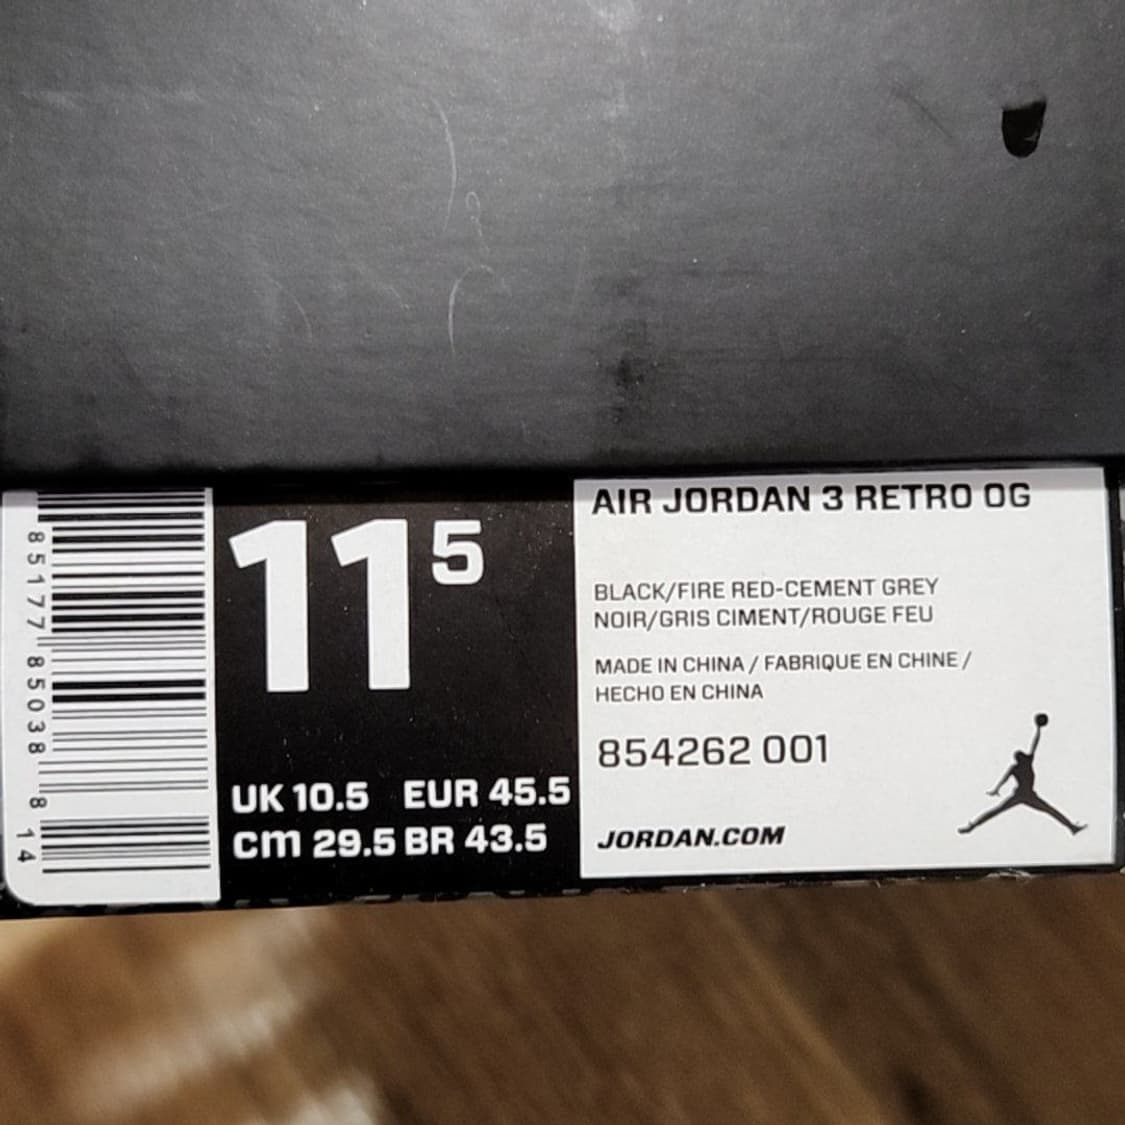 85177 85038 8 14
11 5
UK 10.5 EUR 45.5
cm 29.5 BR 43.5
AIR JORDAN 3 RETRO OG
BLACK/FIRE RED-CEMENT GREY
NOIR/GRIS CIMENT/ROUGE FEU
MADE IN CHINA / FABRIQUE EN CHINE /
HECHO EN CHINA
854262 001
JORDAN.COM